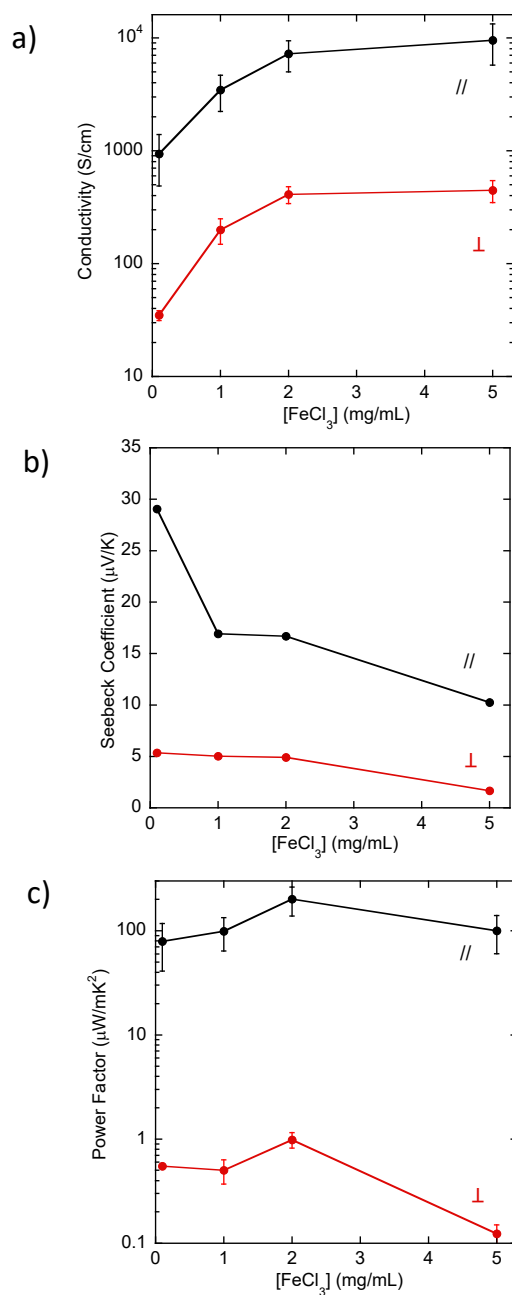 a)
10⁴
1000
100
10
Conductivity (S/cm)
//
⊥
0 1 2 3 4 5
[FeCl₃] (mg/mL)
b)
35
30
25
20
15
10
5
0
Seebeck Coefficient (μV/K)
//
⊥
0 1 2 3 4 5
[FeCl₃] (mg/mL)
c)
100
10
1
0.1
Power Factor (μW/mK²)
//
⊥
0 1 2 3 4 5
[FeCl₃] (mg/mL)